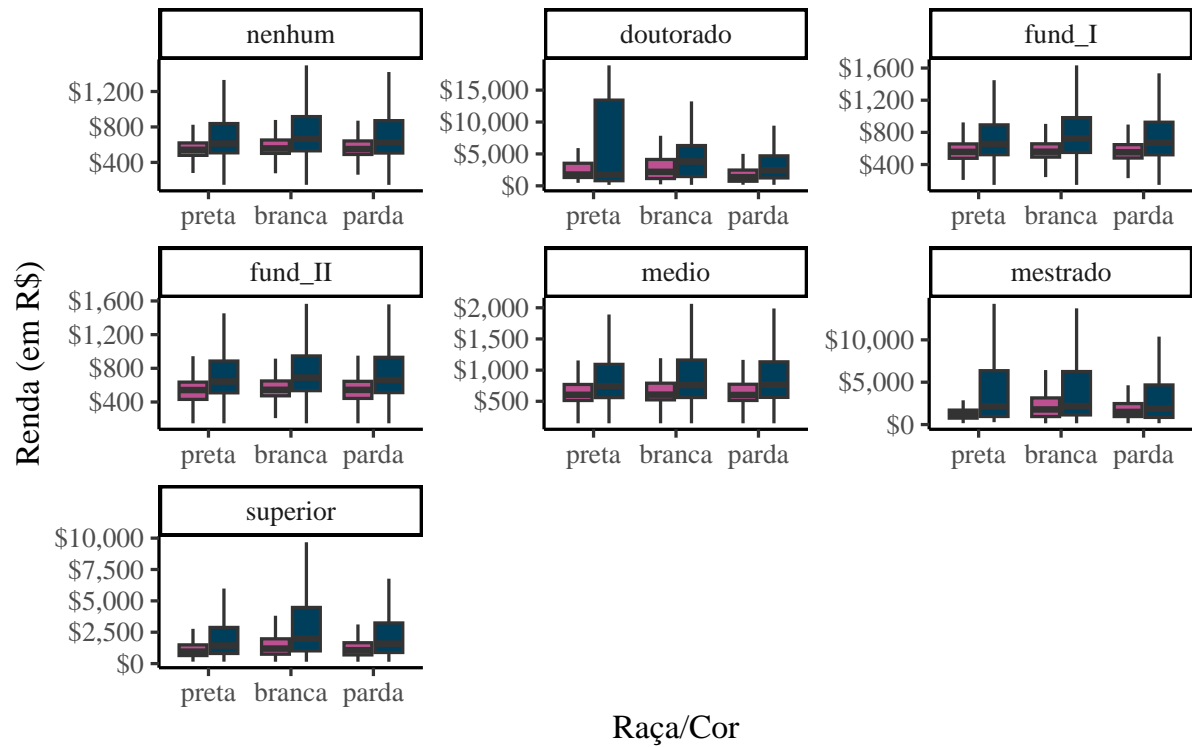 nenhum
doutorado
fund_I
$1,200
$800
$400
$15,000
$10,000
$5,000
$0
$1,600
$1,200
$800
$400
preta branca parda
preta branca parda
preta branca parda
fund_II
medio
mestrado
$1,600
$1,200
$800
$400
$2,000
$1,500
$1,000
$500
$10,000
$5,000
$0
preta branca parda
preta branca parda
preta branca parda
Renda (em R$)
superior
$10,000
$7,500
$5,000
$2,500
$0
preta branca parda
Raça/Cor